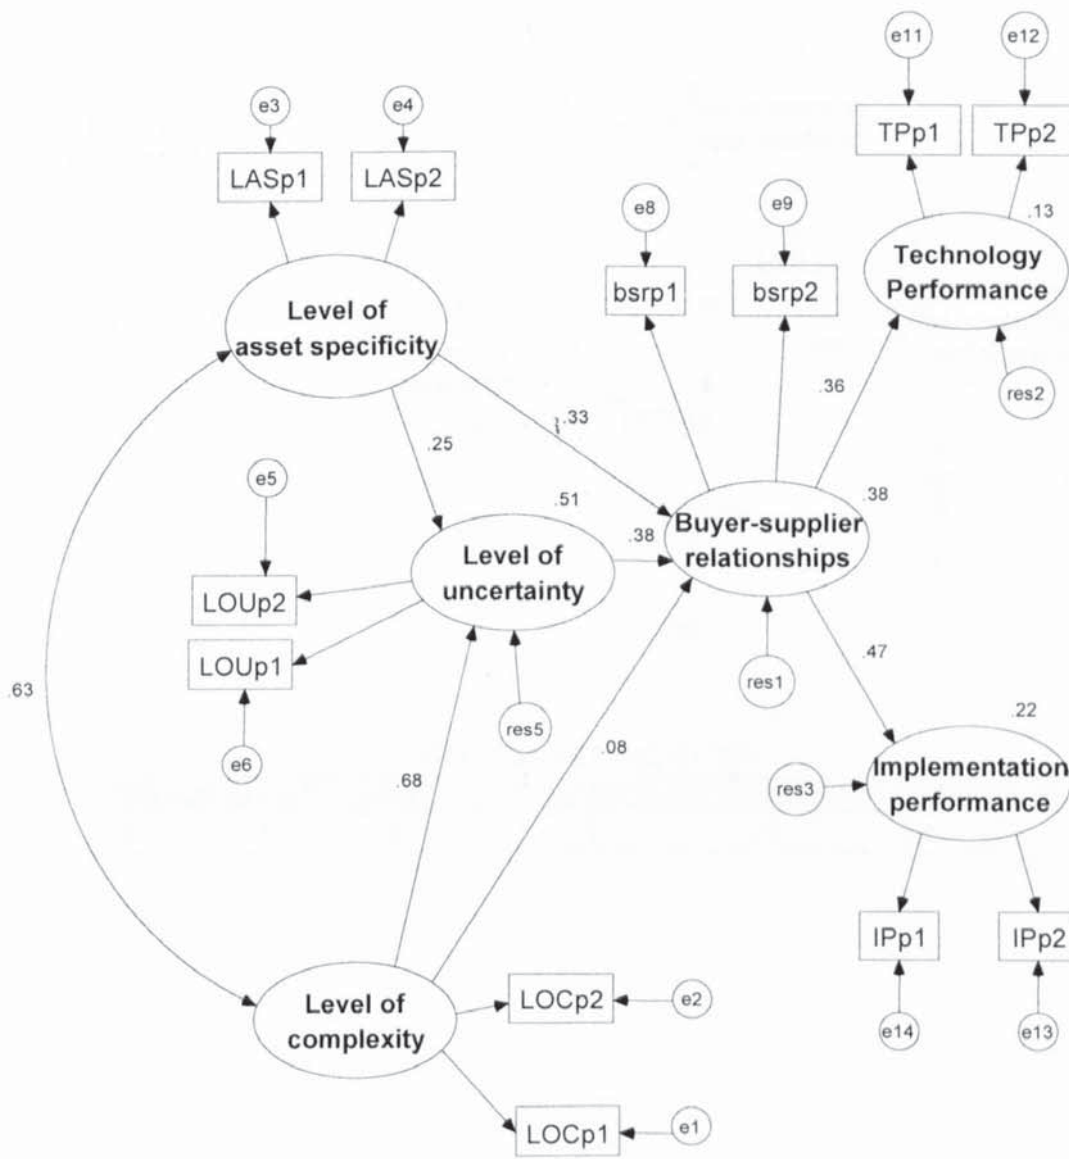 e11
e12
e3
e4
TPp1
TPp2
LASp1
LASp2
e8
e9
.13
Technology
Performance
bsrp1
bsrp2
Level of
asset specificity
.36
res2
.33
.25
e5
.51
.38
.38
Buyer-supplier
relationships
Level of
uncertainty
LOUp2
LOUp1
.47
.63
res1
res5
.22
e6
.08
.68
Implementation
performance
res3
IPp1
IPp2
Level of
complexity
LOCp2
e2
e14
e13
LOCp1
e1